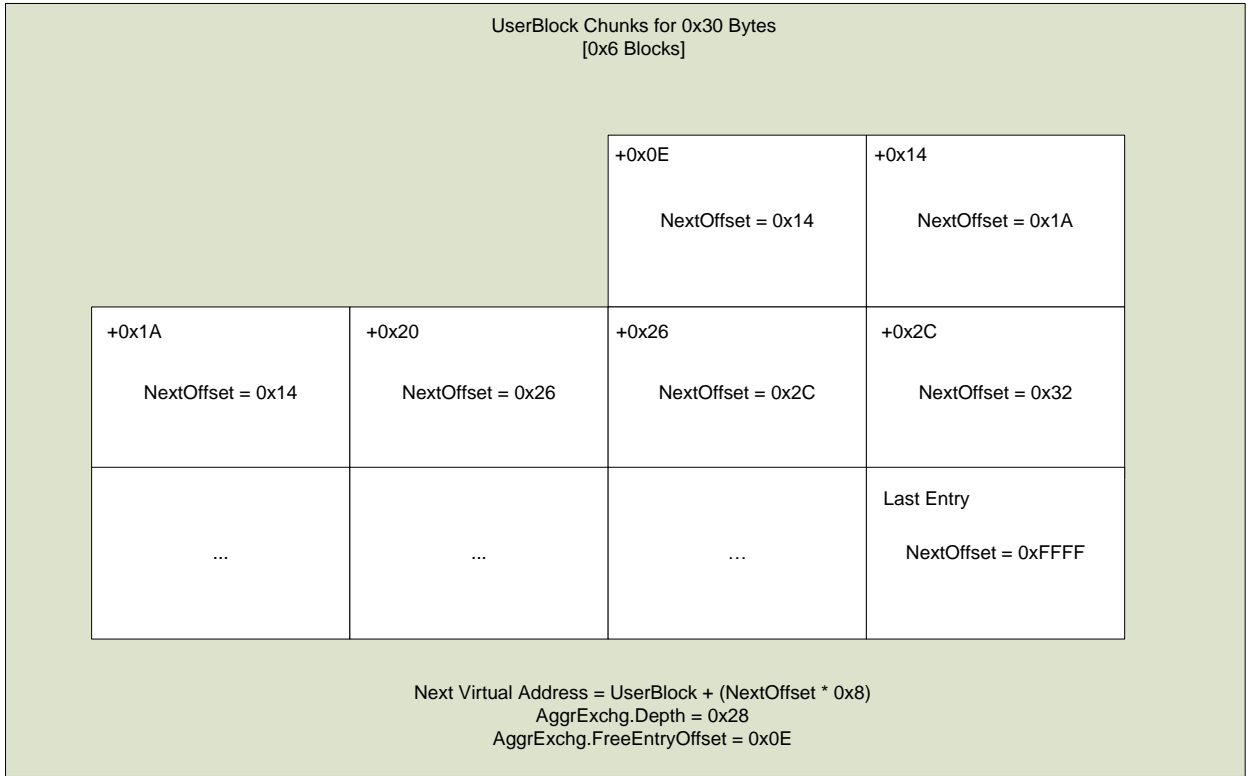 UserBlock Chunks for 0x30 Bytes
[0x6 Blocks]
+0x0E
NextOffset = 0x14
+0x14
NextOffset = 0x1A
+0x1A
NextOffset = 0x14
+0x20
NextOffset = 0x26
+0x26
NextOffset = 0x2C
+0x2C
NextOffset = 0x32
...
...
…
Last Entry
NextOffset = 0xFFFF
Next Virtual Address = UserBlock + (NextOffset * 0x8)
AggrExchg.Depth = 0x28
AggrExchg.FreeEntryOffset = 0x0E